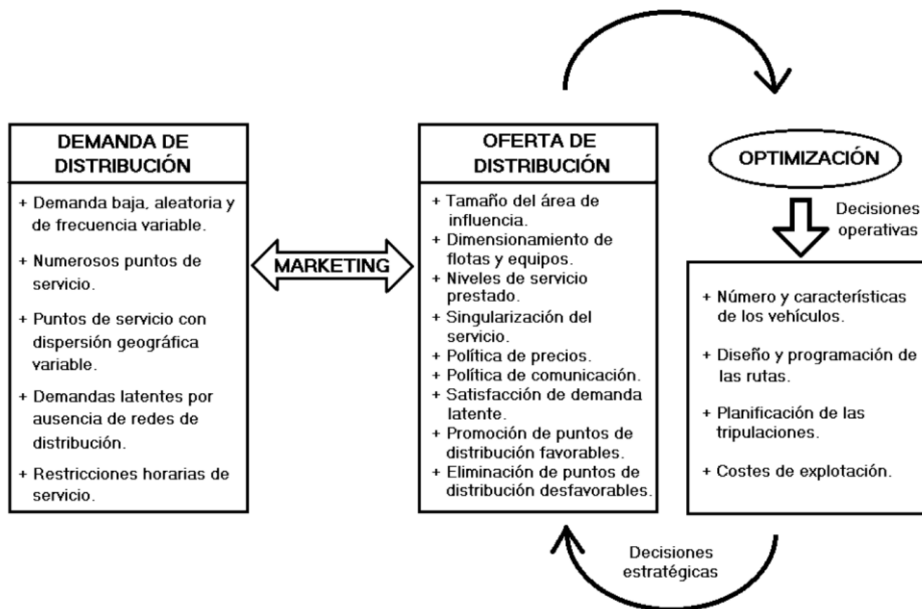 DEMANDA DE
DISTRIBUCIÓN
+ Demanda baja, aleatoria y
de frecuencia variable.
+ Numerosos puntos de
servicio.
+ Puntos de servicio con
dispersión geográfica
variable.
+ Demandas latentes por
ausencia de redes de
distribución.
+ Restricciones horarias de
servicio.
MARKETING
OFERTA DE
DISTRIBUCIÓN
+ Tamaño del área de
influencia.
+ Dimensionamiento de
flotas y equipos.
+ Niveles de servicio
prestado.
+ Singularización del
servicio.
+ Política de precios.
+ Política de comunicación.
+ Satisfacción de demanda
latente.
+ Promoción de puntos de
distribución favorables.
+ Eliminación de puntos de
distribución desfavorables.
OPTIMIZACIÓN
Decisiones
operativas
+ Número y características
de los vehículos.
+ Diseño y programación de
las rutas.
+ Planificación de las
tripulaciones.
+ Costes de explotación.
Decisiones
estratégicas